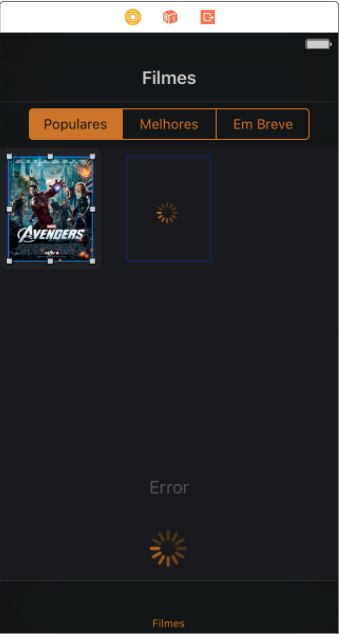 Filmes
Populares
Melhores
Em Breve
AVENGERS
Error
Filmes